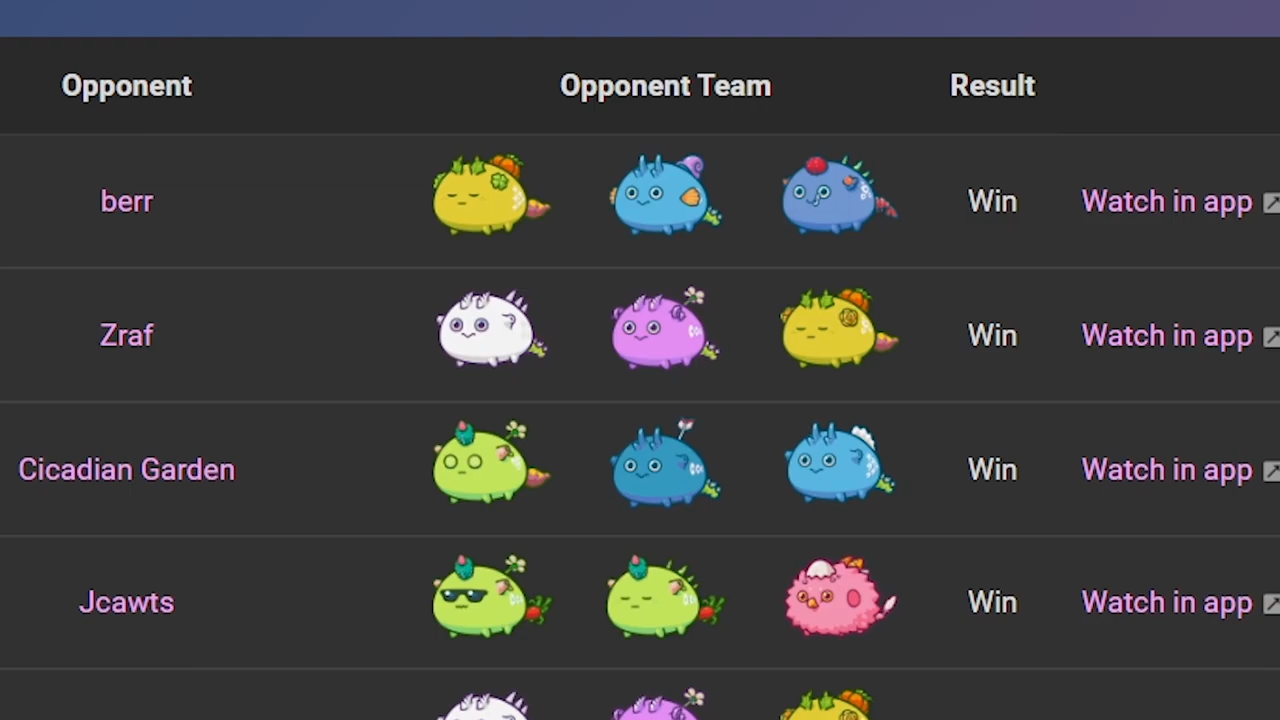 Opponent Opponent Team Result
berr Win Watch in app
Zraf Win Watch in app
Cicadian Garden Win Watch in app
Jcawts Win Watch in app